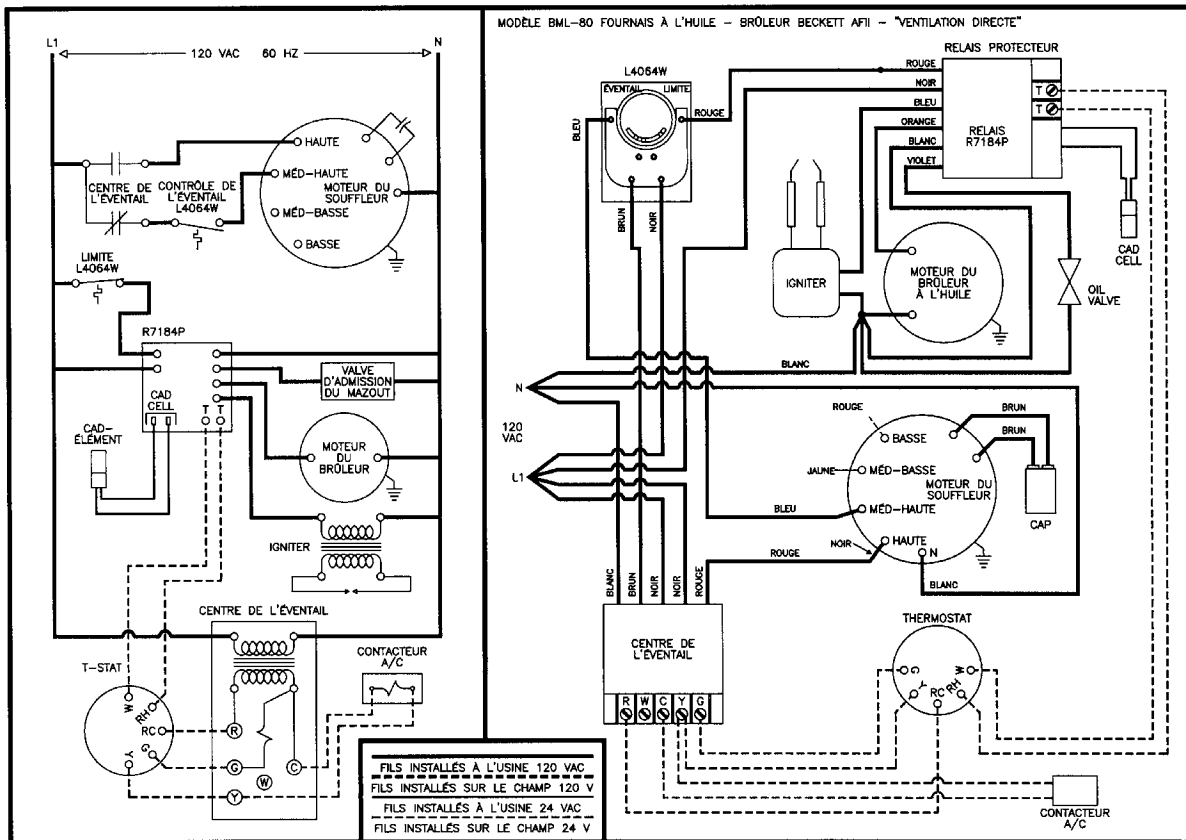 MODÈLE BML-80 FOURNAIS À L'HUILE - BRÛLEUR BECKETT AFII - "VENTILATION DIRECTE"
L1
120 VAC 60 HZ
N
HAUTE
MÉD-HAUTE
MOTEUR DU
SOUFFLEUR
MÉD-BASSE
BASSE
CENTRE DE
L'ÉVENTAIL
CONTRÔLE DE
L'ÉVENTAIL
L4064W
LIMITE
L4064W
R7184P
CAD
CELL
T T
VALVE
D'ADMISSION
DU MAZOUT
CAD-
ÉLÉMENT
MOTEUR
DU
BRÛLEUR
IGNITER
CENTRE DE L'ÉVENTAIL
T-STAT
W
RH
RC
G
Y
R
G
W
C
Y
CONTACTEUR
A/C
FILS INSTALLÉS À L'USINE 120 VAC
FILS INSTALLÉS SUR LE CHAMP 120 V
FILS INSTALLÉS À L'USINE 24 VAC
FILS INSTALLÉS SUR LE CHAMP 24 V
RELAIS PROTECTEUR
L4064W
ÉVENTAIL LIMITE
BLEU
ROUGE
BRUN
NOIR
ROUGE
NOIR
BLEU
ORANGE
BLANC
VIOLET
RELAIS
R7184P
T
T
CAD
CELL
IGNITER
MOTEUR DU
BRÛLEUR
À L'HUILE
OIL
VALVE
BLANC
N
120
VAC
L1
ROUGE
BASSE
BRUN
BRUN
JAUNE
MÉD-BASSE
MOTEUR DU
SOUFFLEUR
BLEU
MÉD-HAUTE
CAP
NOIR
HAUTE
N
ROUGE
BLANC
BLANC
BRUN
NOIR
NOIR
ROUGE
CENTRE DE
L'ÉVENTAIL
R W C Y G
THERMOSTAT
G
Y
RC
RH
W
CONTACTEUR
A/C